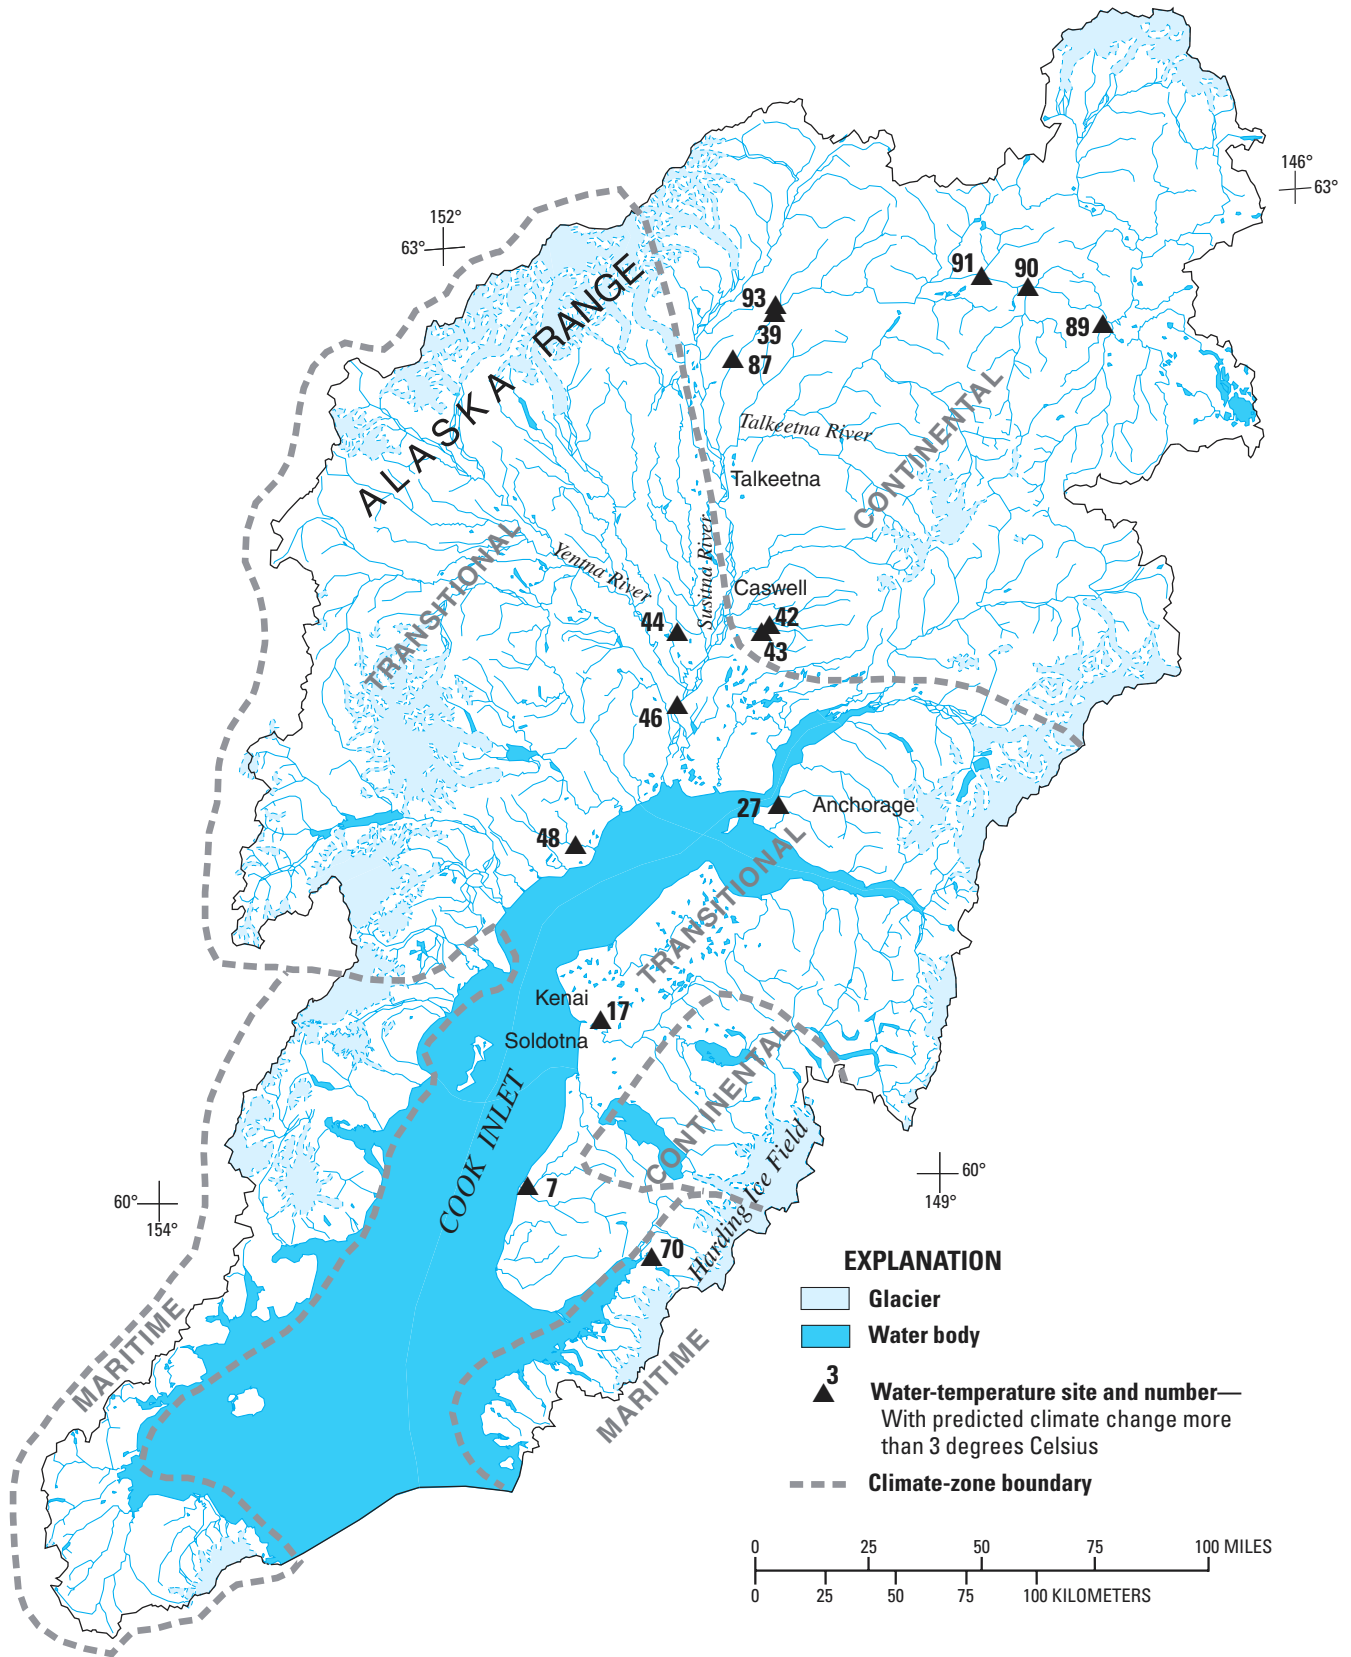 146°
63°
152°
63°
91
90
93
39
89
87
ALASKA RANGE
Talkeetna River
CONTINENTAL
Talkeetna
TRANSITIONAL
Yentna River
Susitna River
Caswell
42
44
43
46
27
Anchorage
48
TRANSITIONAL
Kenai
17
Soldotna
CONTINENTAL
COOK INLET
Harding Ice Field
60°
154°
60°
149°
7
70
MARITIME
MARITIME
EXPLANATION
Glacier
Water body
3
Water-temperature site and number—
With predicted climate change more
than 3 degrees Celsius
Climate-zone boundary
0 25 50 75 100 MILES
0 25 50 75 100 KILOMETERS